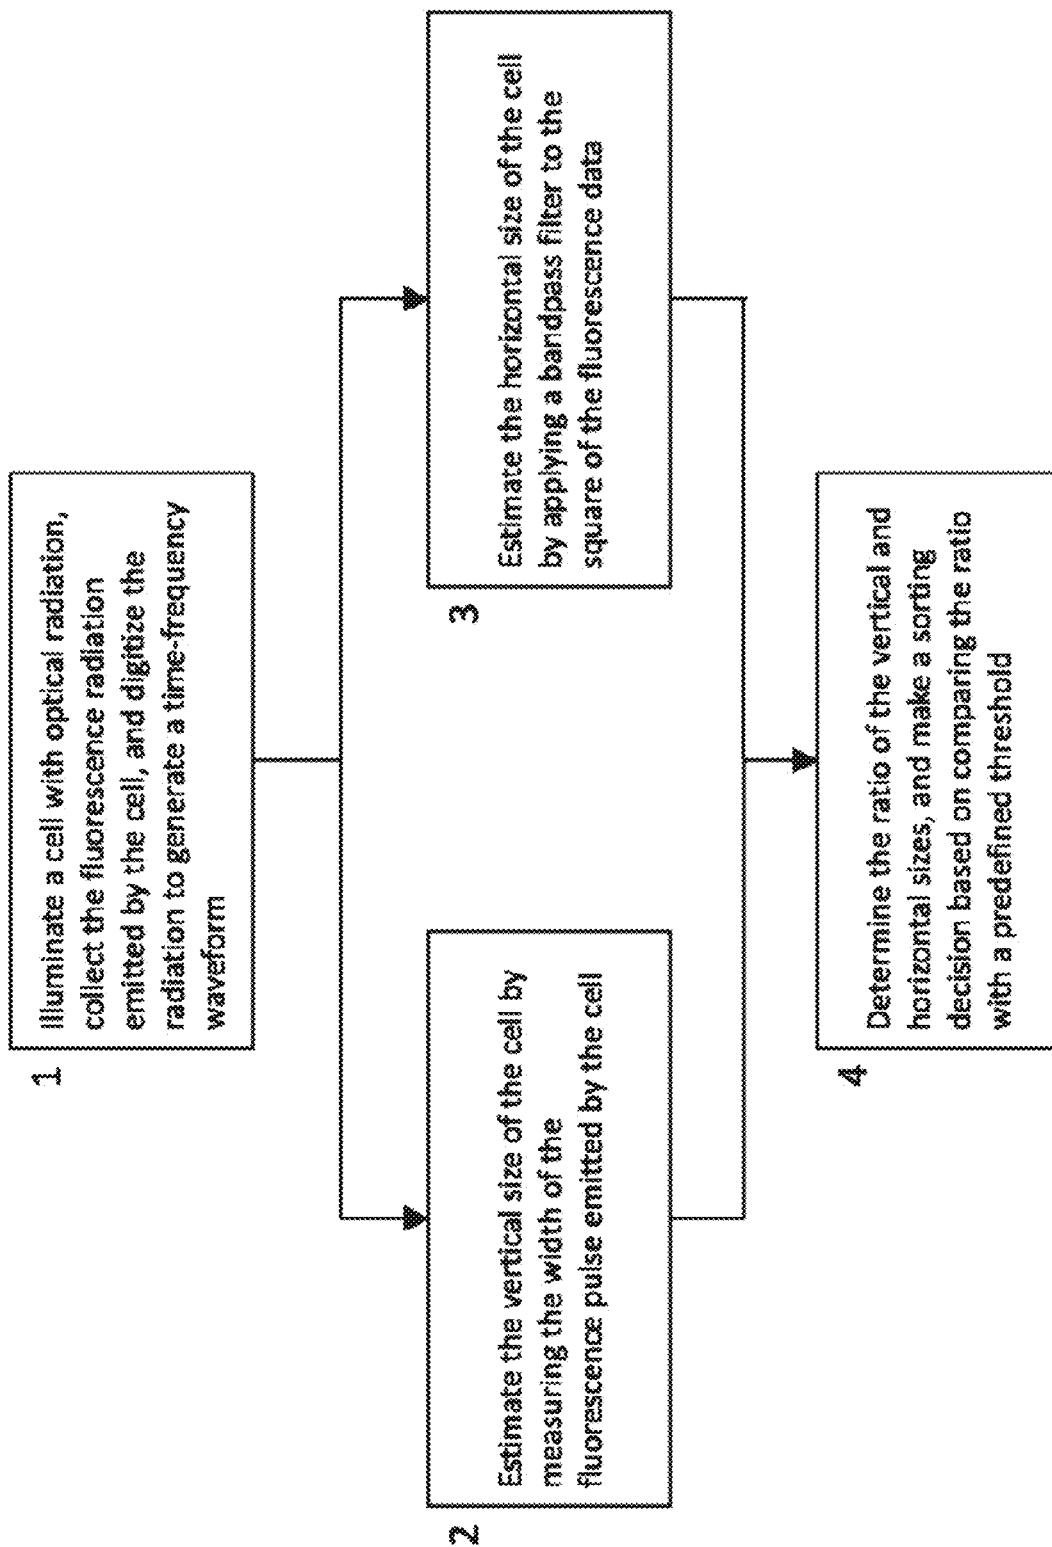 1
Illuminate a cell with optical radiation,
collect the fluorescence radiation
emitted by the cell, and digitize the
radiation to generate a time-frequency
waveform
2
Estimate the vertical size of the cell by
measuring the width of the
fluorescence pulse emitted by the cell
3
Estimate the horizontal size of the cell
by applying a bandpass filter to the
square of the fluorescence data
4
Determine the ratio of the vertical and
horizontal sizes, and make a sorting
decision based on comparing the ratio
with a predefined threshold